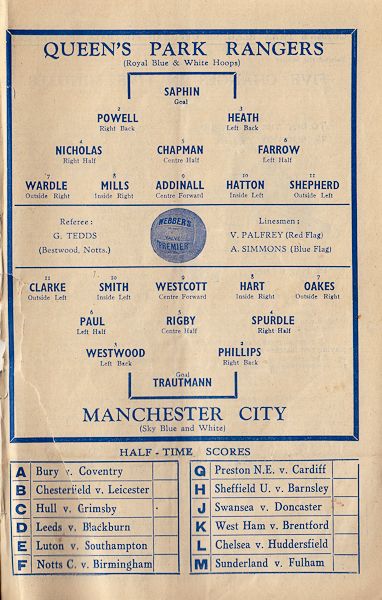 QUEEN'S PARK RANGERS
(Royal Blue & White Hoops)
SAPHIN
Goal
2 3
POWELL HEATH
Right Back Left Back
4 5 6
NICHOLAS CHAPMAN FARROW
Right Half Centre Half Left Half
7 8 9 10 11
WARDLE MILLS ADDINALL HATTON SHEPHERD
Outside Right Inside Right Centre Forward Inside Left Outside Left
Referee : Linesmen :
G. TEDDS V. PALFREY (Red Flag)
(Bestwood, Notts.) A. SIMMONS (Blue Flag)
WEBBER'S
VALVE
PREMIER
11 10 9 8 7
CLARKE SMITH WESTCOTT HART OAKES
Outside Left Inside Left Centre Forward Inside Right Outside Right
6 5 4
PAUL RIGBY SPURDLE
Left Half Centre Half Right Half
3 2
WESTWOOD PHILLIPS
Left Back Right Back
Goal
TRAUTMANN
MANCHESTER CITY
(Sky Blue and White)
HALF-TIME SCORES
A Bury v. Coventry
B Chesterfield v. Leicester
C Hull v. Grimsby
D Leeds v. Blackburn
E Luton v. Southampton
F Notts C. v. Birmingham
G Preston N.E. v. Cardiff
H Sheffield U. v. Barnsley
J Swansea v. Doncaster
K West Ham v. Brentford
L Chelsea v. Huddersfield
M Sunderland v. Fulham